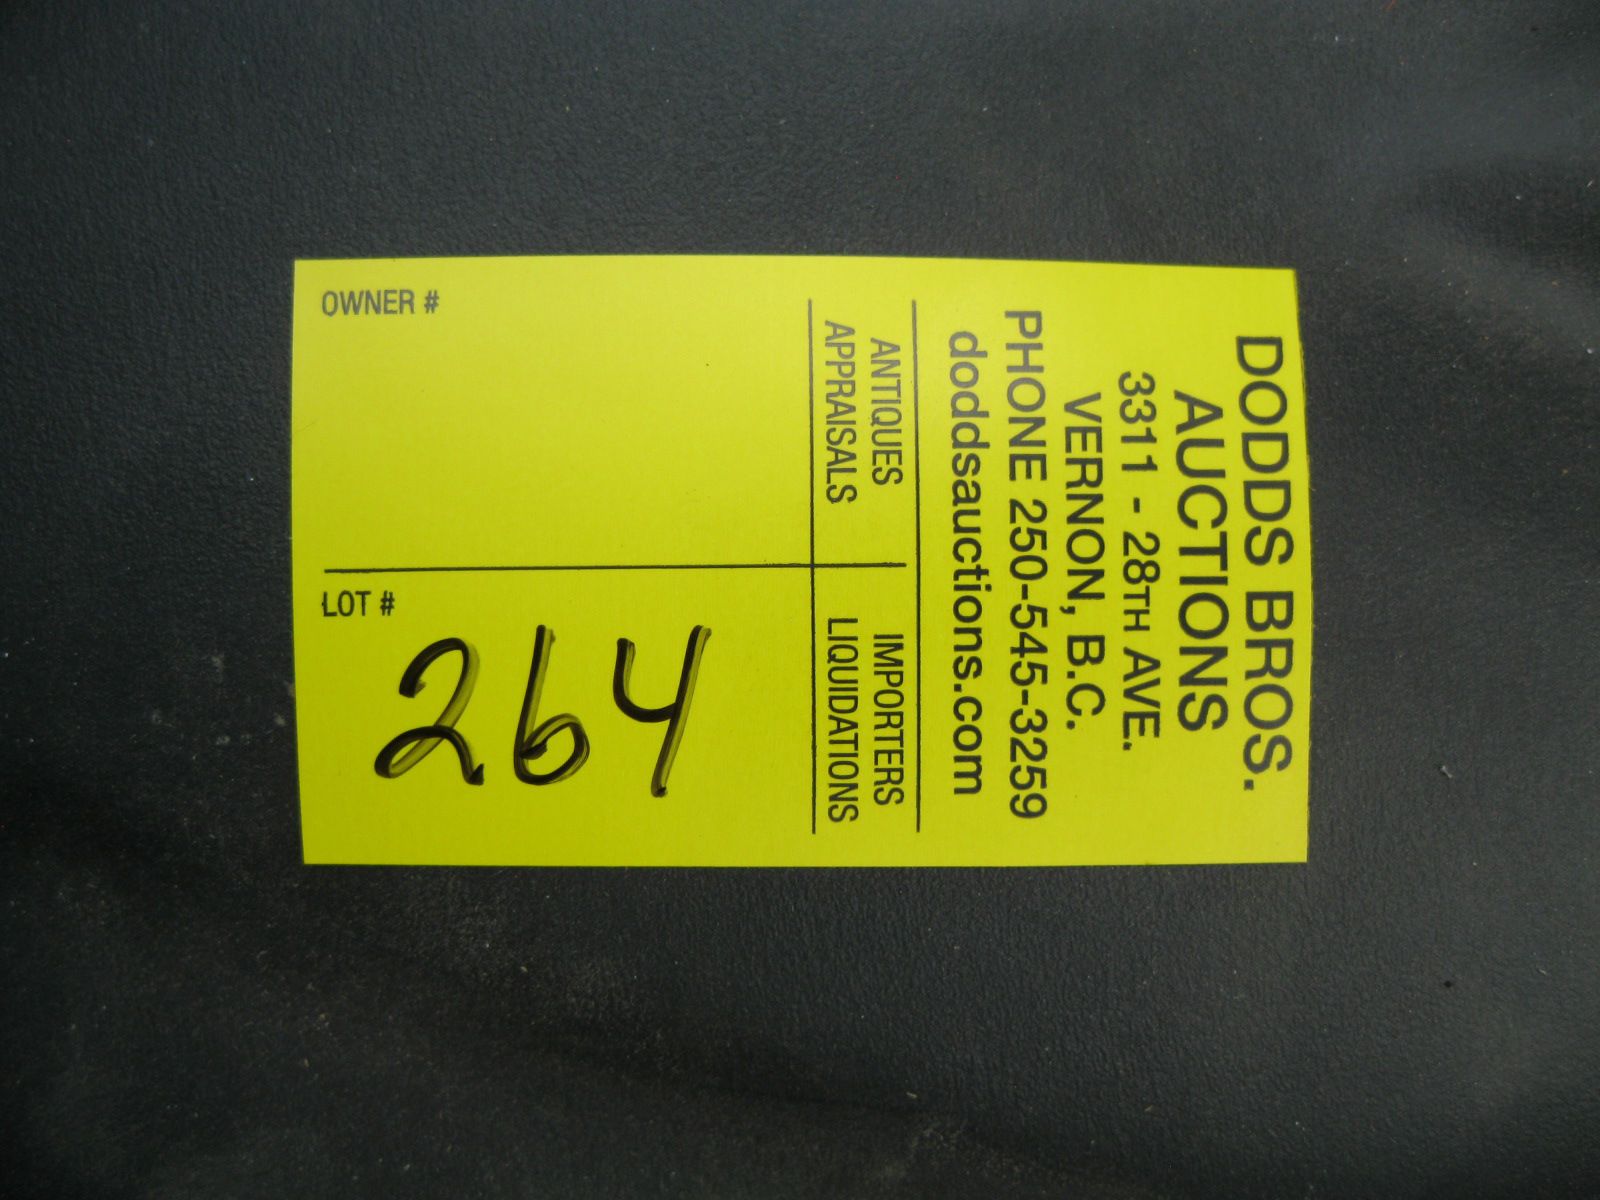 DODDS BROS.
AUCTIONS
3311 - 28TH AVE.
VERNON, B.C.
PHONE 250-545-3259
doddsauctions.com
ANTIQUES
APPRAISALS
IMPORTERS
LIQUIDATIONS
OWNER #
LOT #
264